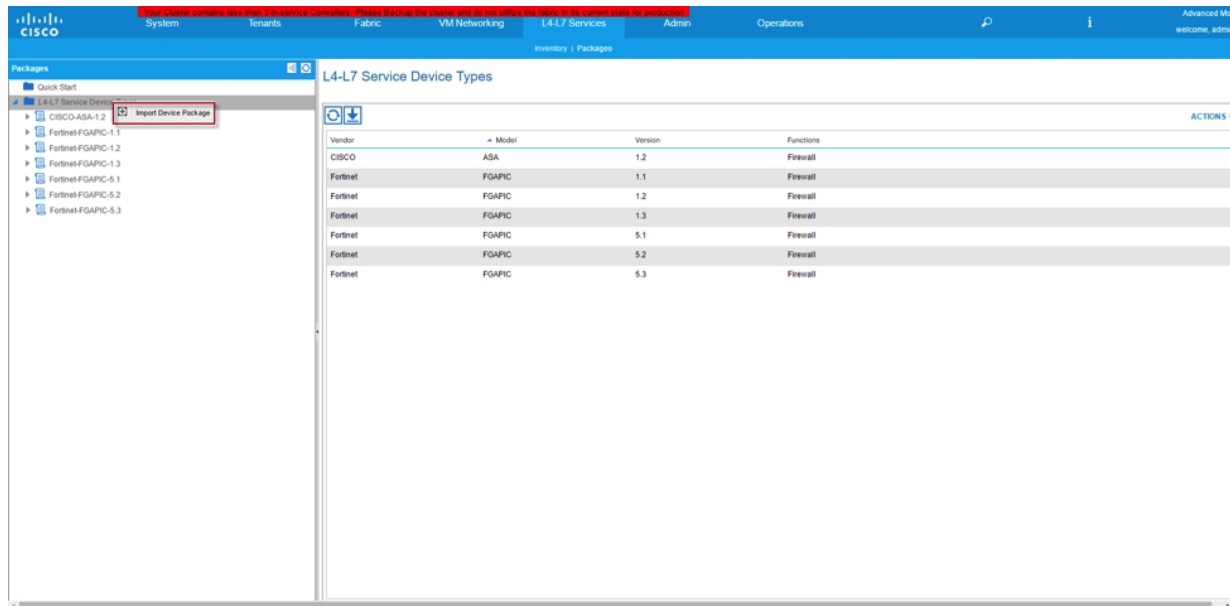 Your Cluster contains less than 3 in-service Controllers. Please Backup the cluster and do not utilize the fabric in its current state for production.
CISCO
System Tenants Fabric VM Networking L4-L7 Services Admin Operations
Advanced Mo
welcome, admi
Inventory | Packages
Packages
Quick Start
L4-L7 Service Device Types
Import Device Package
CISCO-ASA-1.2
Fortinet-FGAPIC-1.1
Fortinet-FGAPIC-1.2
Fortinet-FGAPIC-1.3
Fortinet-FGAPIC-5.1
Fortinet-FGAPIC-5.2
Fortinet-FGAPIC-5.3
L4-L7 Service Device Types
ACTIONS
Vendor Model Version Functions
CISCO ASA 1.2 Firewall
Fortinet FGAPIC 1.1 Firewall
Fortinet FGAPIC 1.2 Firewall
Fortinet FGAPIC 1.3 Firewall
Fortinet FGAPIC 5.1 Firewall
Fortinet FGAPIC 5.2 Firewall
Fortinet FGAPIC 5.3 Firewall